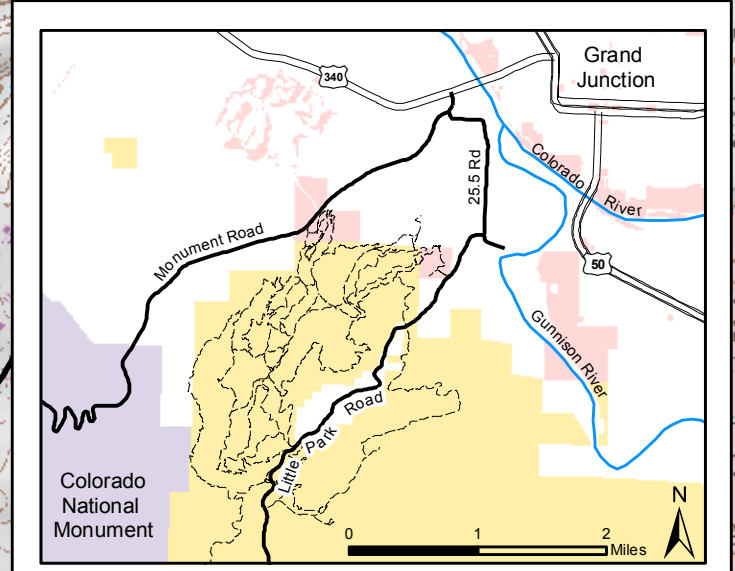 Grand
Junction
340
Colorado River
25.5 Rd
Monument Road
50
Gunnison River
Little Park Road
Colorado
National
Monument
N
0 1 2
Miles